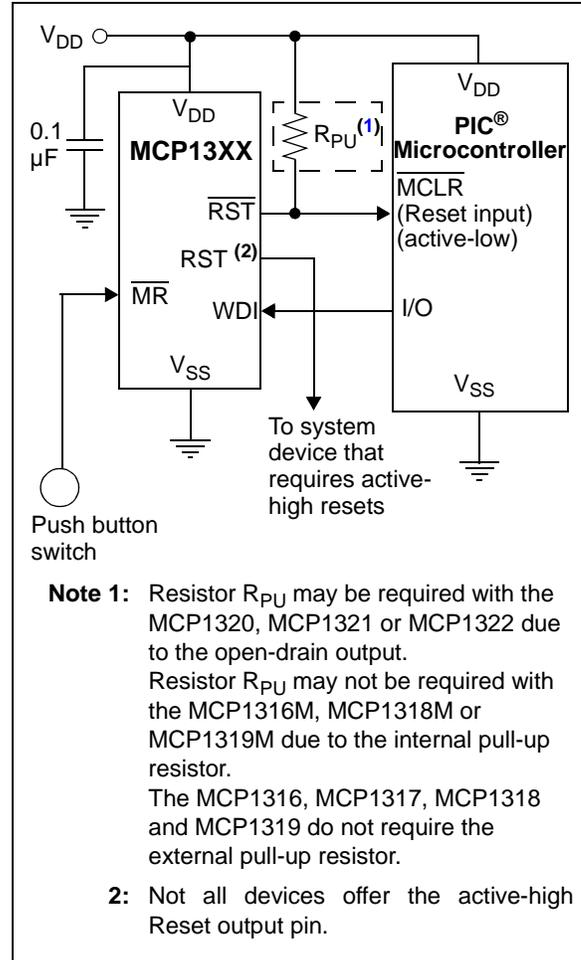 VDD
VDD
0.1
µF
MCP13XX
RPU(1)
VDD
PIC®
Microcontroller
RST
MCLR
(Reset input)
(active-low)
RST (2)
MR
WDI
I/O
VSS
VSS
To system
device that
requires active-
high resets
Push button
switch
Note 1: Resistor RPU may be required with the
MCP1320, MCP1321 or MCP1322 due
to the open-drain output.
Resistor RPU may not be required with
the MCP1316M, MCP1318M or
MCP1319M due to the internal pull-up
resistor.
The MCP1316, MCP1317, MCP1318
and MCP1319 do not require the
external pull-up resistor.
2: Not all devices offer the active-high
Reset output pin.